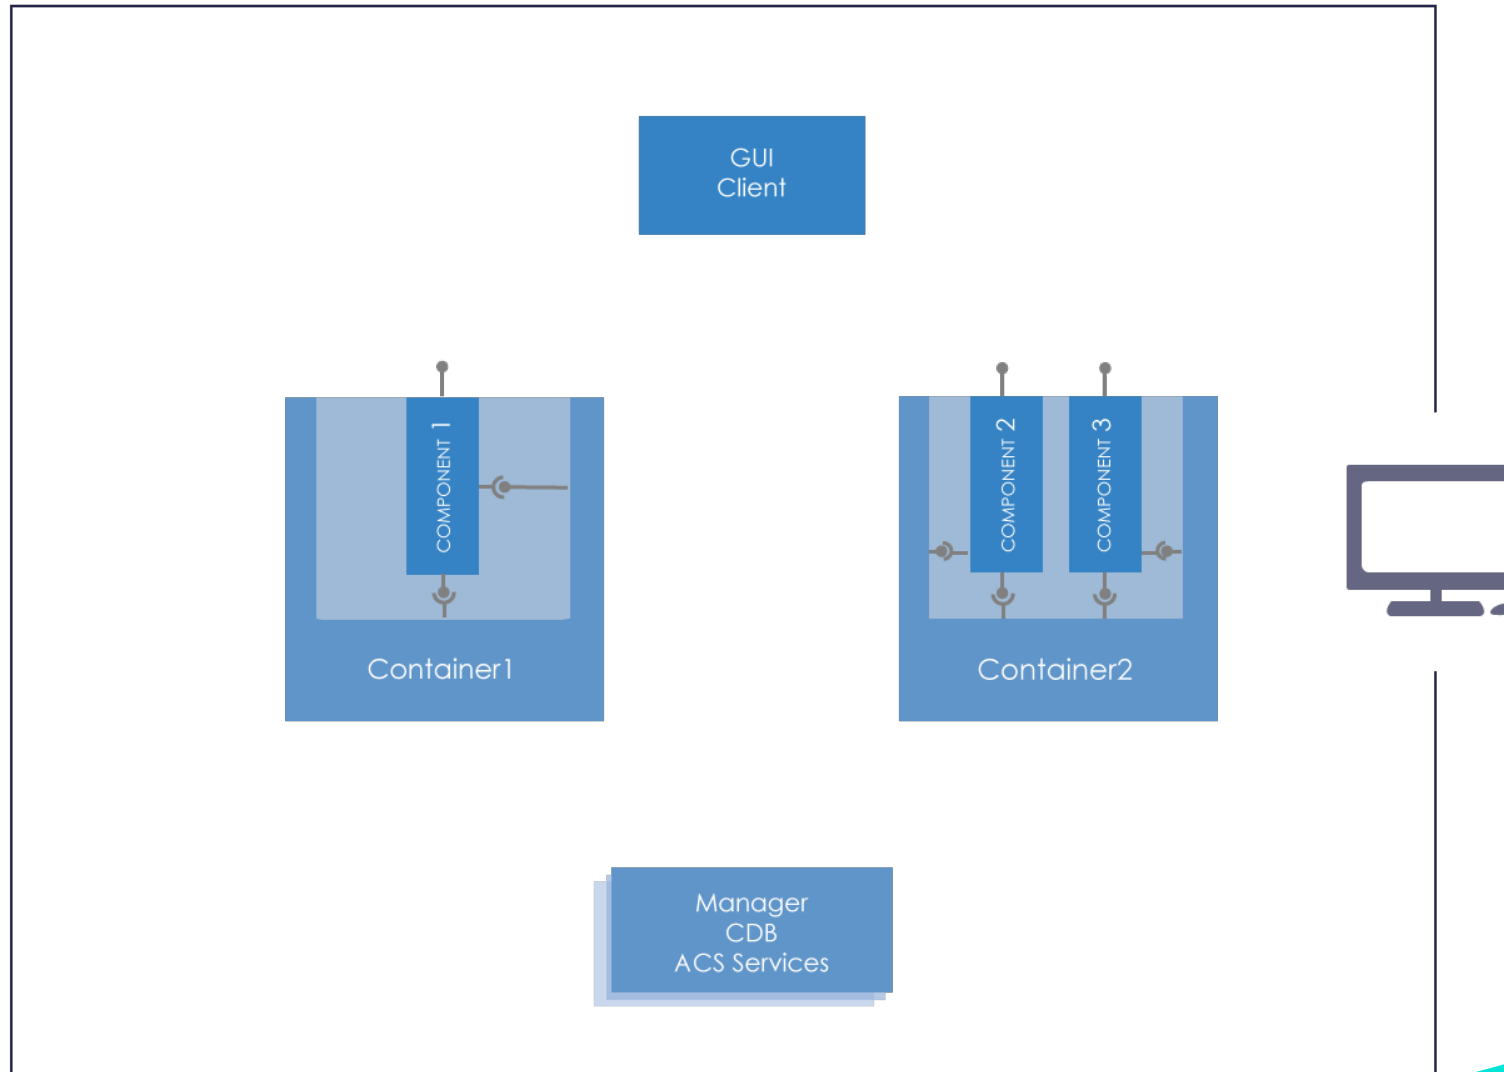 GUI
Client
COMPONENT 1
COMPONENT 2
COMPONENT 3
Container1
Container2
Manager
CDB
ACS Services